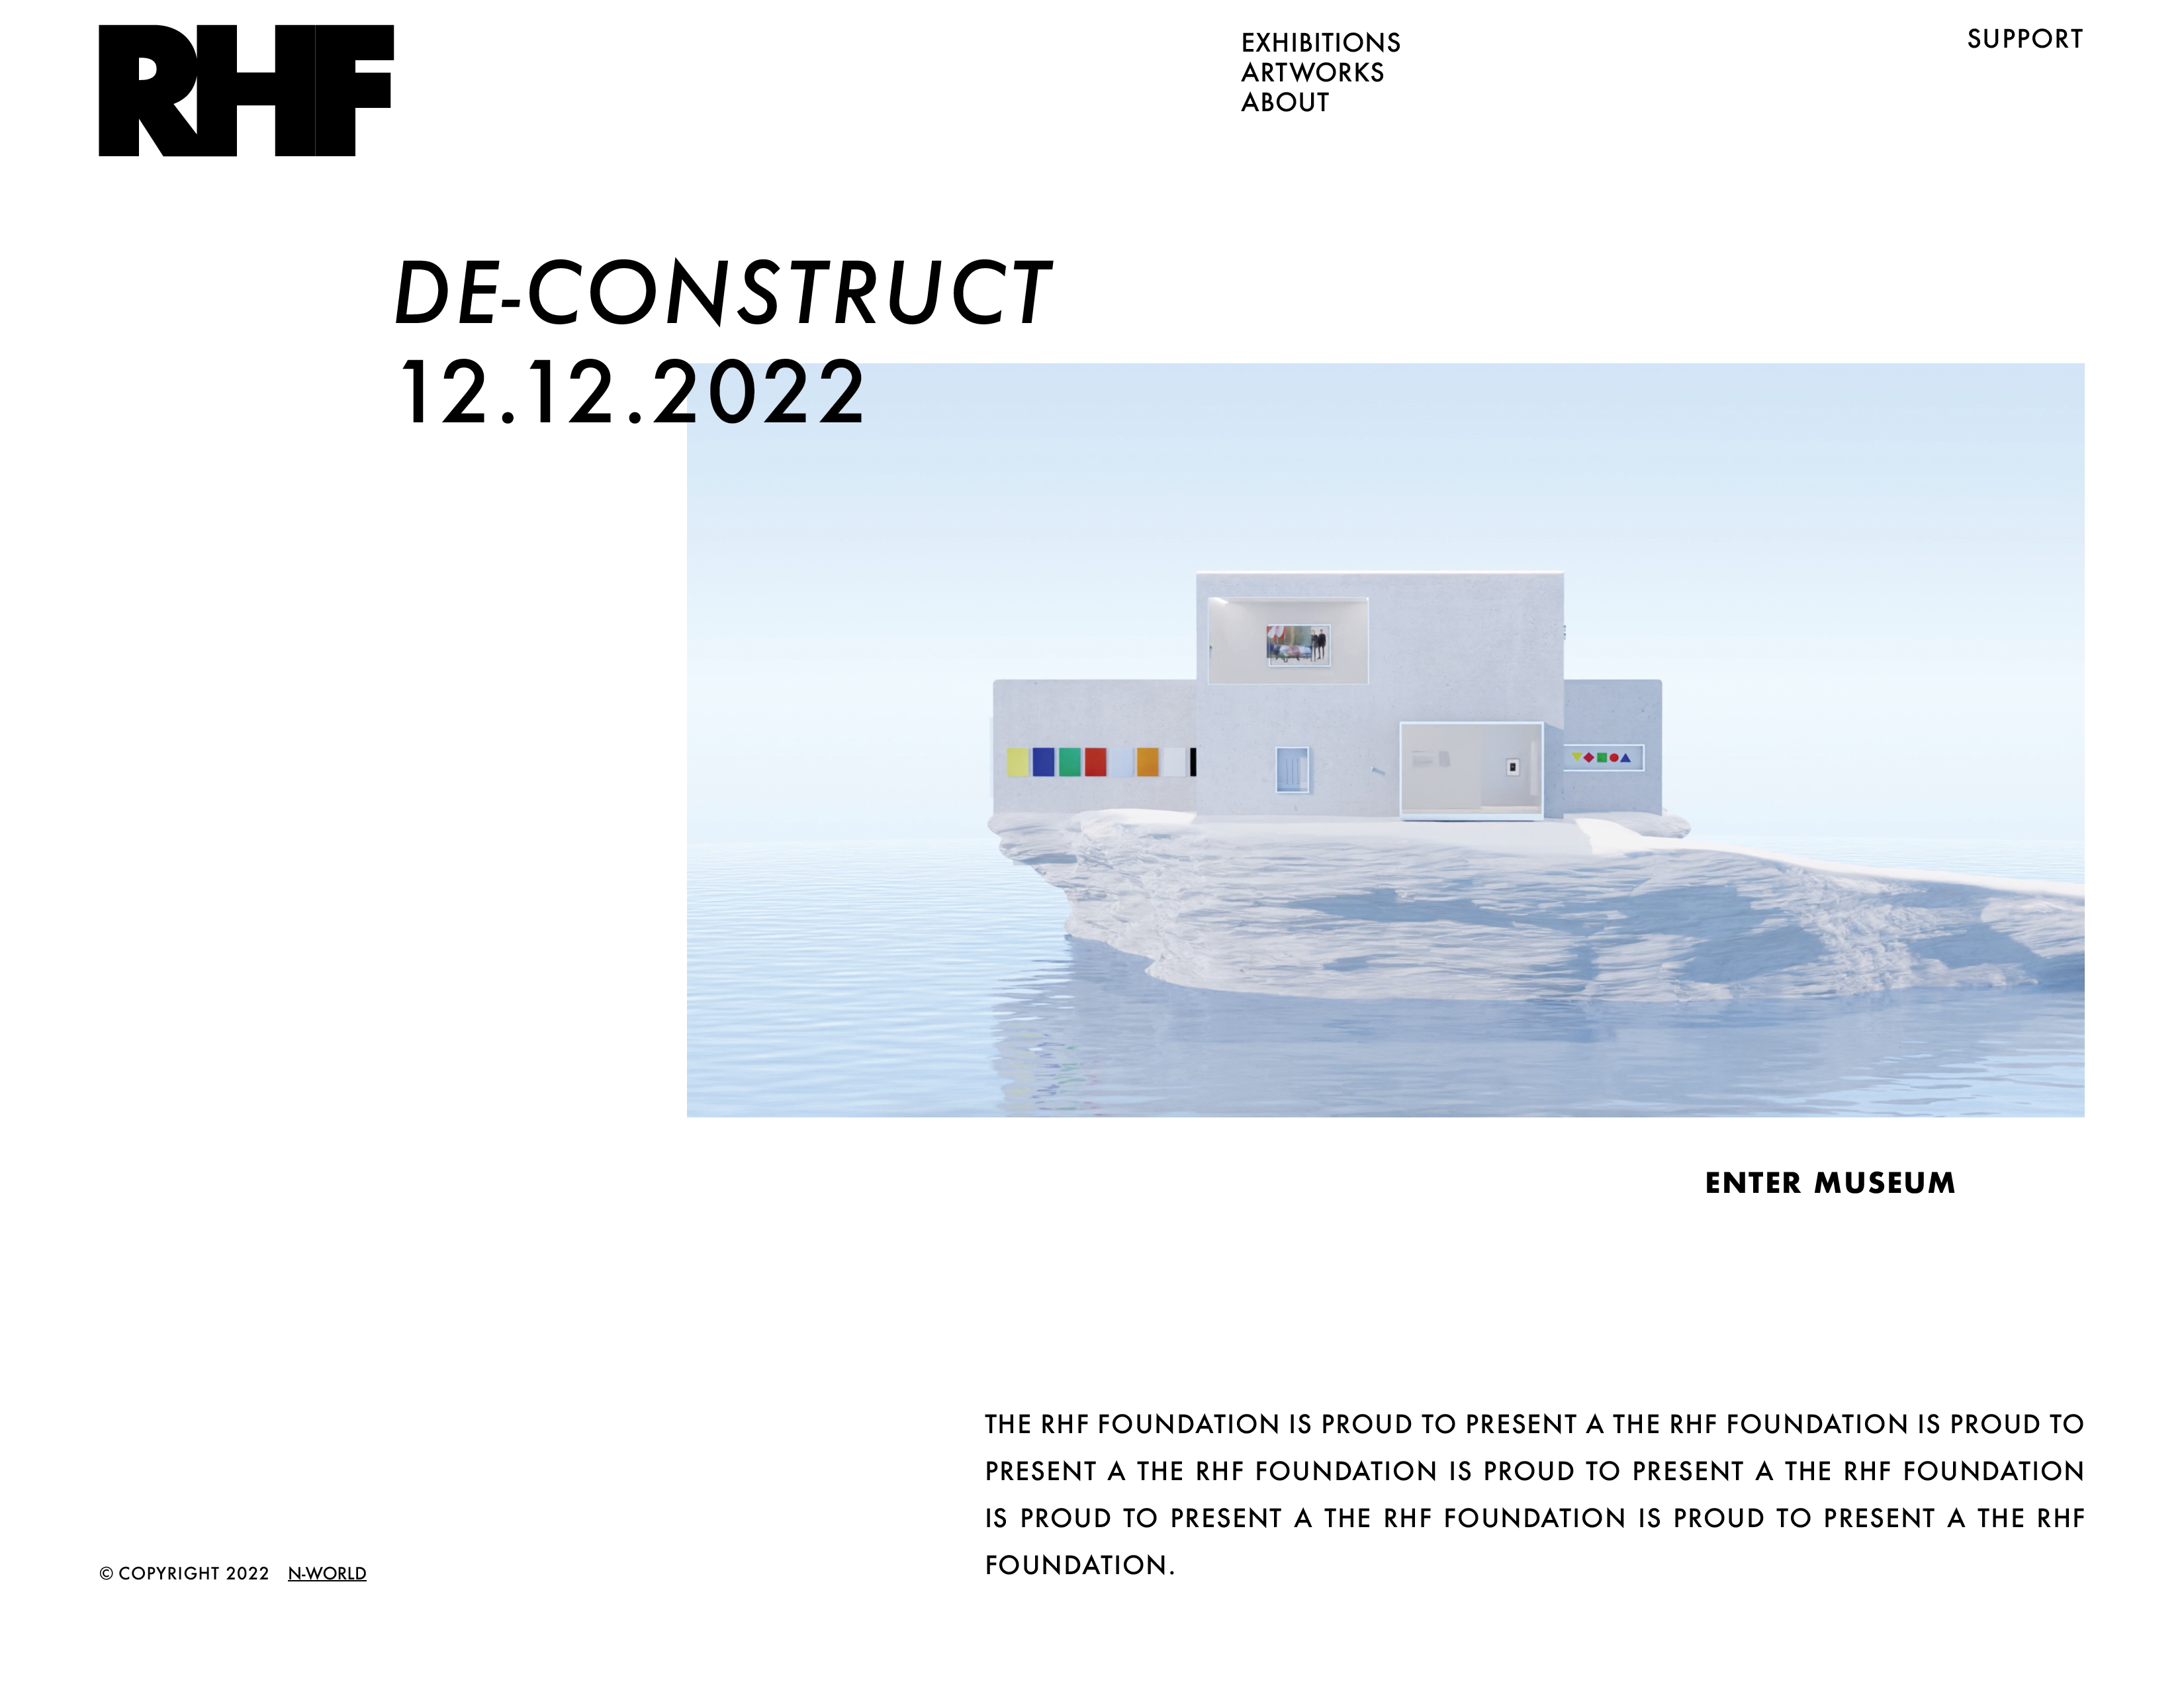 RHF
EXHIBITIONS
ARTWORKS
ABOUT
SUPPORT
DE-CONSTRUCT
12.12.2022
ENTER MUSEUM
THE RHF FOUNDATION IS PROUD TO PRESENT A THE RHF FOUNDATION IS PROUD TO
PRESENT A THE RHF FOUNDATION IS PROUD TO PRESENT A THE RHF FOUNDATION
IS PROUD TO PRESENT A THE RHF FOUNDATION IS PROUD TO PRESENT A THE RHF
FOUNDATION.
© COPYRIGHT 2022 N-WORLD